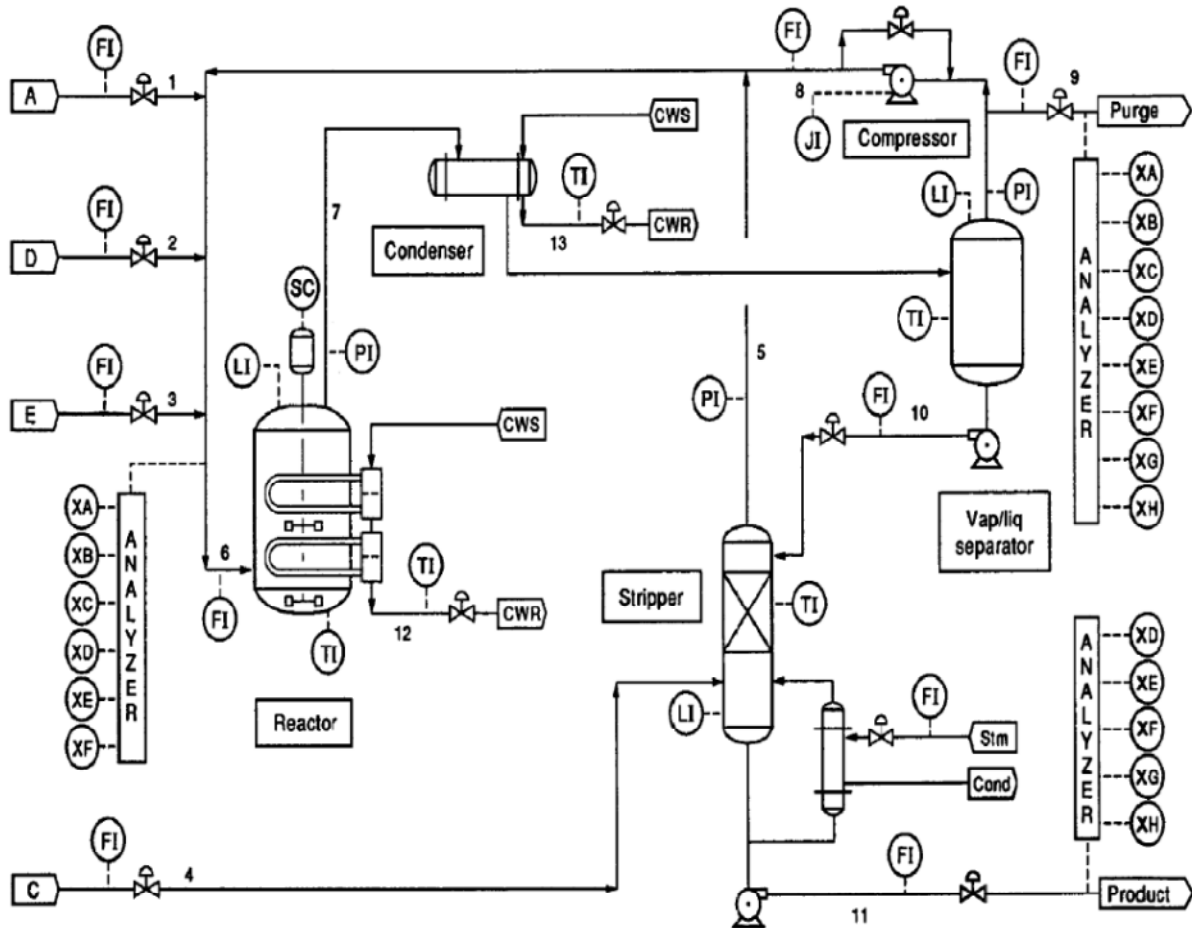 FI
FI
FI
9
A
1
8
Purge
CWS
JI
Compressor
XA
TI
LI
PI
FI
7
XB
2
13
CWR
D
Condenser
XC
ANALYZER
SC
XD
TI
FI
LI
PI
5
XE
3
PI
FI
10
XF
E
CWS
XG
XA
ANALYZER
XH
Vap/liq
separator
XB
6
TI
XC
FI
Stripper
TI
CWR
XD
ANALYZER
XD
12
TI
XE
XE
LI
FI
XF
Reactor
XF
Stm
XG
Cond
XH
FI
FI
4
C
Product
11